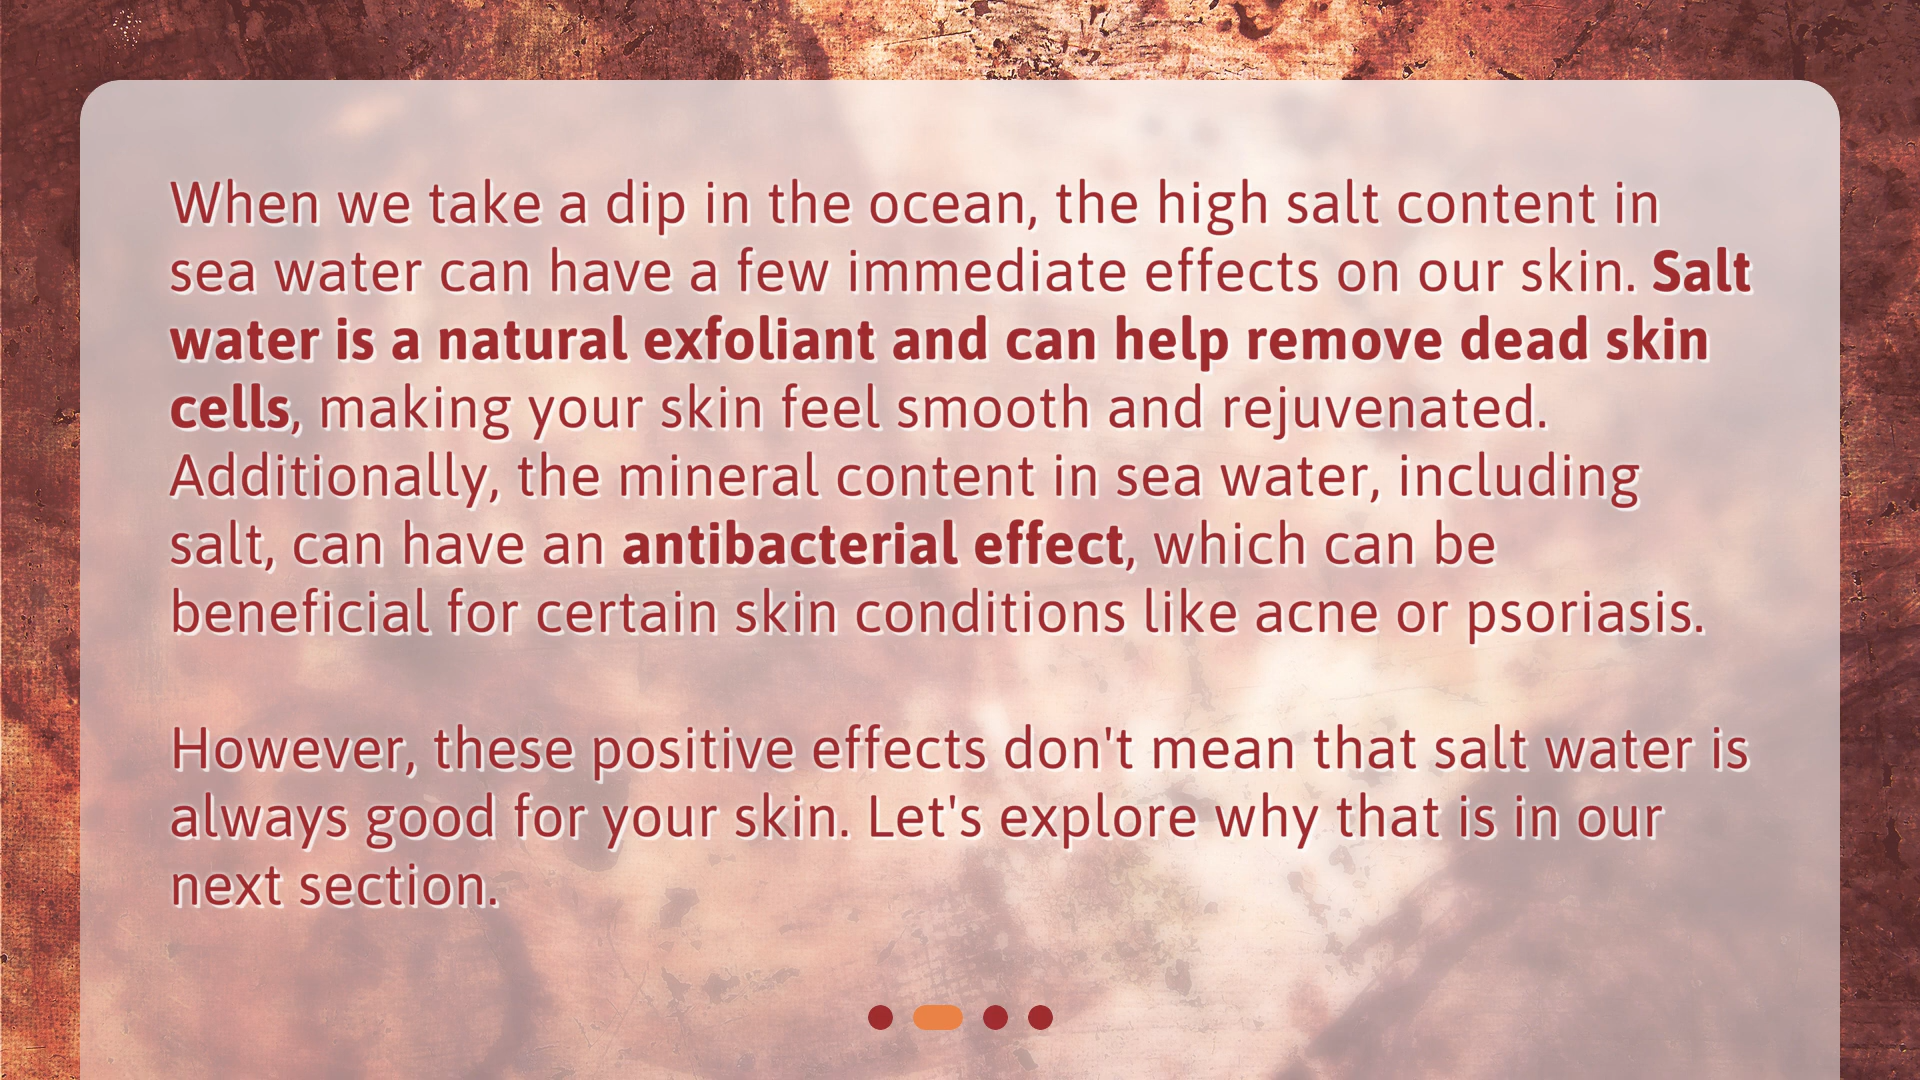 When we take a dip in the ocean, the high salt content in
sea water can have a few immediate effects on our skin. Salt
water is a natural exfoliant and can help remove dead skin
cells, making your skin feel smooth and rejuvenated.
Additionally, the mineral content in sea water, including
salt, can have an antibacterial effect, which can be
beneficial for certain skin conditions like acne or psoriasis.
However, these positive effects don't mean that salt water is
always good for your skin. Let's explore why that is in our
next section.